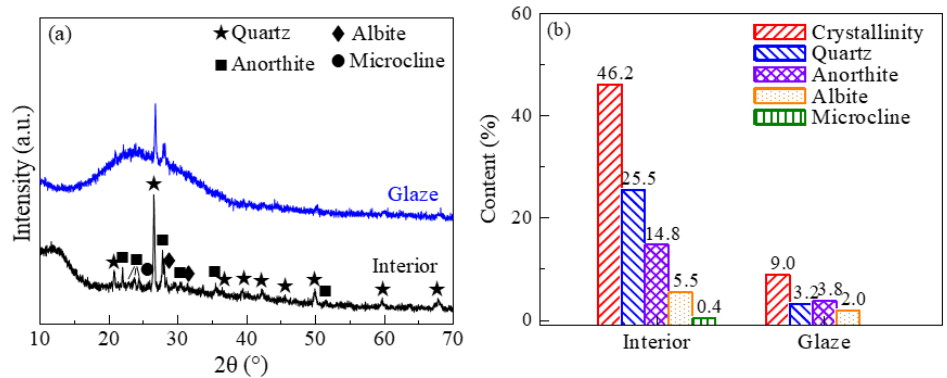 (a)
Quartz
Albite
Anorthite
Microcline
Glaze
Interior
Intensity (a.u.)
10 20 30 40 50 60 70
2θ (°)
(b)
Crystallinity
Quartz
Anorthite
Albite
Microcline
60
40
20
0
Content (%)
46.2
25.5
14.8
5.5
0.4
9.0
3.2
3.8
2.0
Interior Glaze